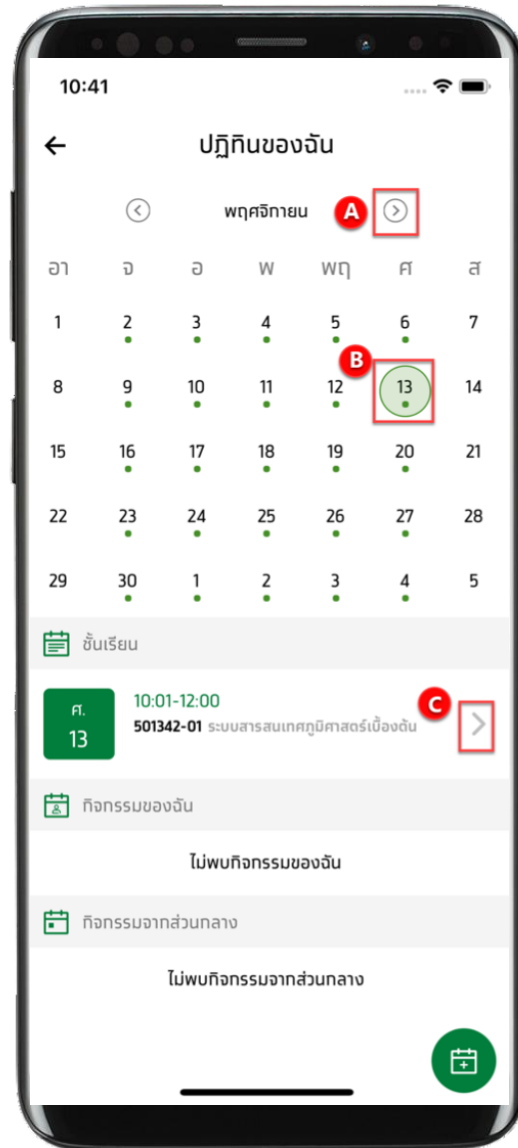 10:41
ปฏิทินของฉัน
พฤศจิกายน A
อา จ อ พ พฤ ศ ส
1 2 3 4 5 6 7
B
8 9 10 11 12 13 14
15 16 17 18 19 20 21
22 23 24 25 26 27 28
29 30 1 2 3 4 5
ชั้นเรียน
ศ.
13
10:01-12:00
501342-01 ระบบสารสนเทศภูมิศาสตร์เบื้องต้น
C
กิจกรรมของฉัน
ไม่พบกิจกรรมของฉัน
กิจกรรมจากส่วนกลาง
ไม่พบกิจกรรมจากส่วนกลาง